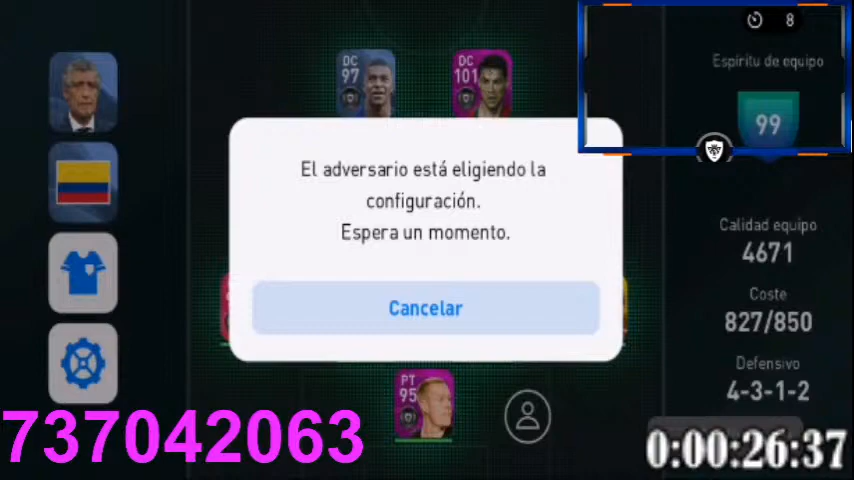 8
Espíritu de equipo
99
DC
97
DC
101
El adversario está eligiendo la
configuración.
Espera un momento.
Cancelar
Calidad equipo
4671
Coste
827/850
Defensivo
4-3-1-2
PT
95
737042063
0:00:26:37